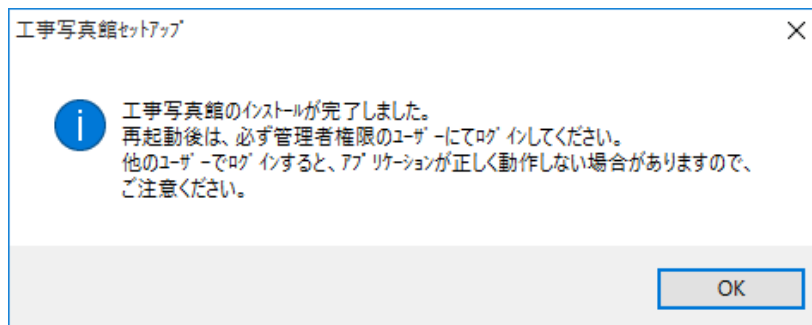 工事写真館ｾｯﾄｱｯﾌﾟ
工事写真館のｲﾝｽﾄｰﾙが完了しました。
再起動後は、必ず管理者権限のﾕｰｻﾞｰにてﾛｸﾞｲﾝしてください。
他のﾕｰｻﾞｰでﾛｸﾞｲﾝすると、ｱﾌﾟﾘｹｰｼｮﾝが正しく動作しない場合がありますので、
ご注意ください。
OK